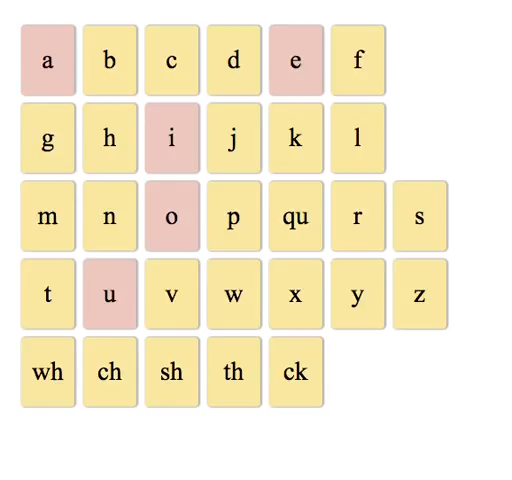 a b c d e f
g h i j k l
m n o p qu r s
t u v w x y z
wh ch sh th ck